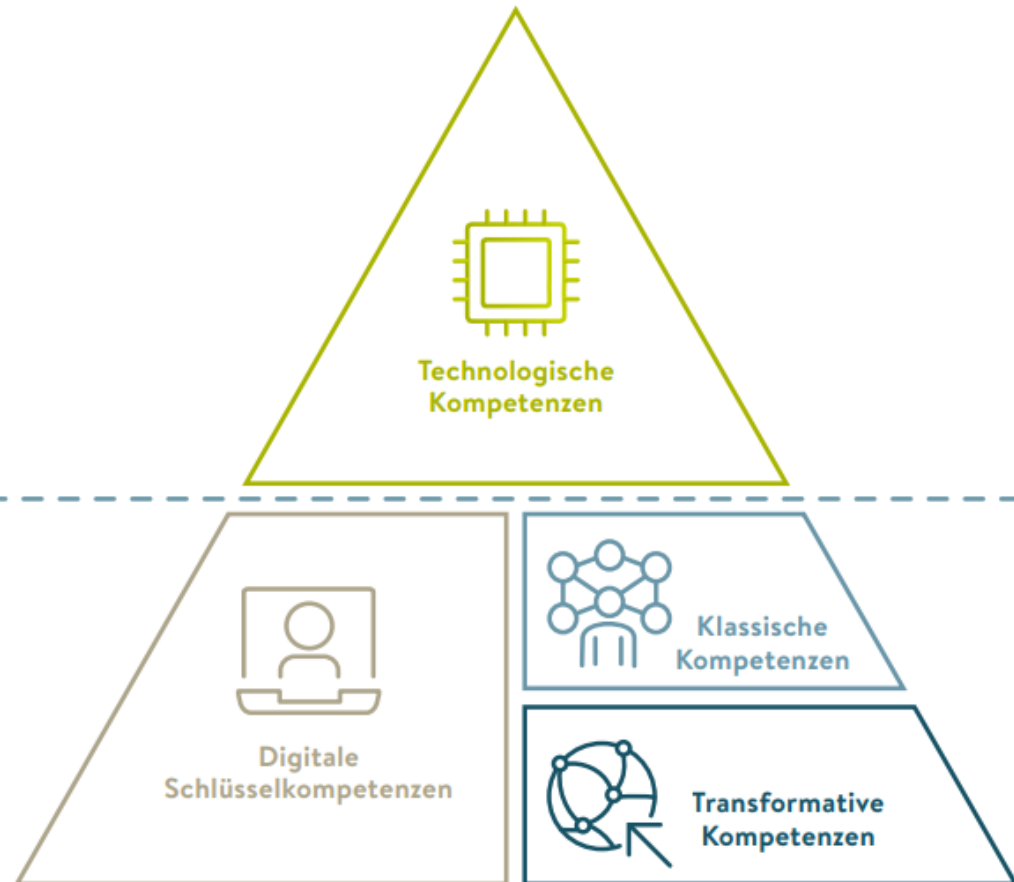 Technologische
Kompetenzen
Digitale
Schlüsselkompetenzen
Klassische
Kompetenzen
Transformative
Kompetenzen